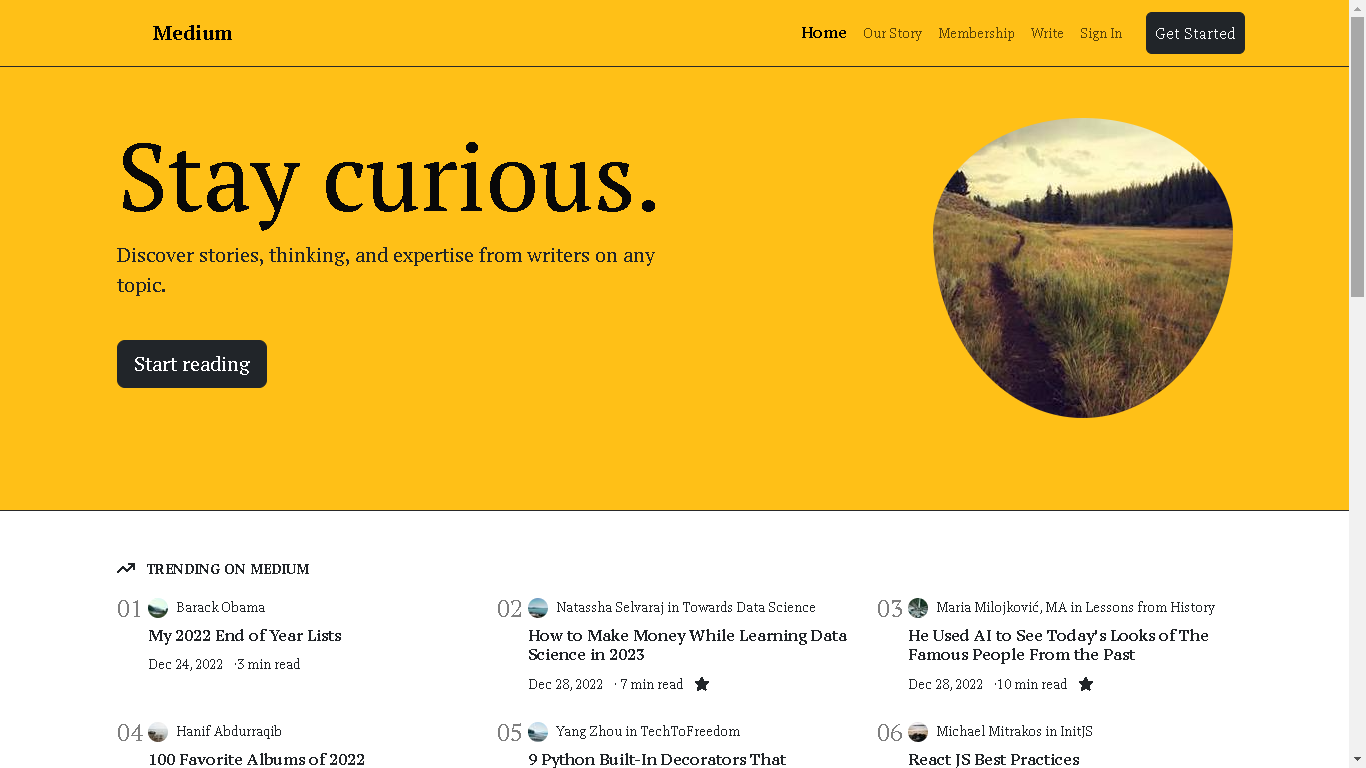 Medium
Home Our Story Membership Write Sign In Get Started
Stay curious.
Discover stories, thinking, and expertise from writers on any
topic.
Start reading
TRENDING ON MEDIUM
01 Barack Obama
My 2022 End of Year Lists
Dec 24, 2022 ·3 min read
02 Natassha Selvaraj in Towards Data Science
How to Make Money While Learning Data
Science in 2023
Dec 28, 2022 · 7 min read
03 Maria Milojković, MA in Lessons from History
He Used AI to See Today's Looks of The
Famous People From the Past
Dec 28, 2022 ·10 min read
04 Hanif Abdurraqib
100 Favorite Albums of 2022
05 Yang Zhou in TechToFreedom
9 Python Built-In Decorators That
06 Michael Mitrakos in InitJS
React JS Best Practices